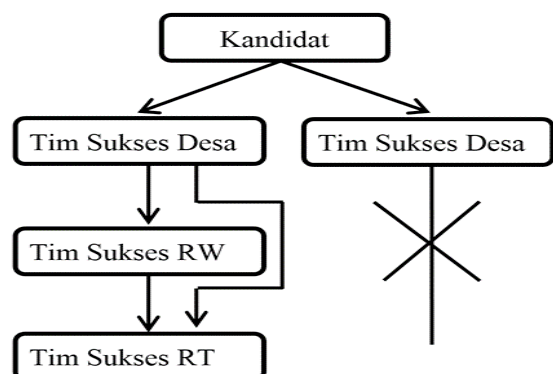 Kandidat
Tim Sukses Desa
Tim Sukses Desa
Tim Sukses RW
Tim Sukses RT